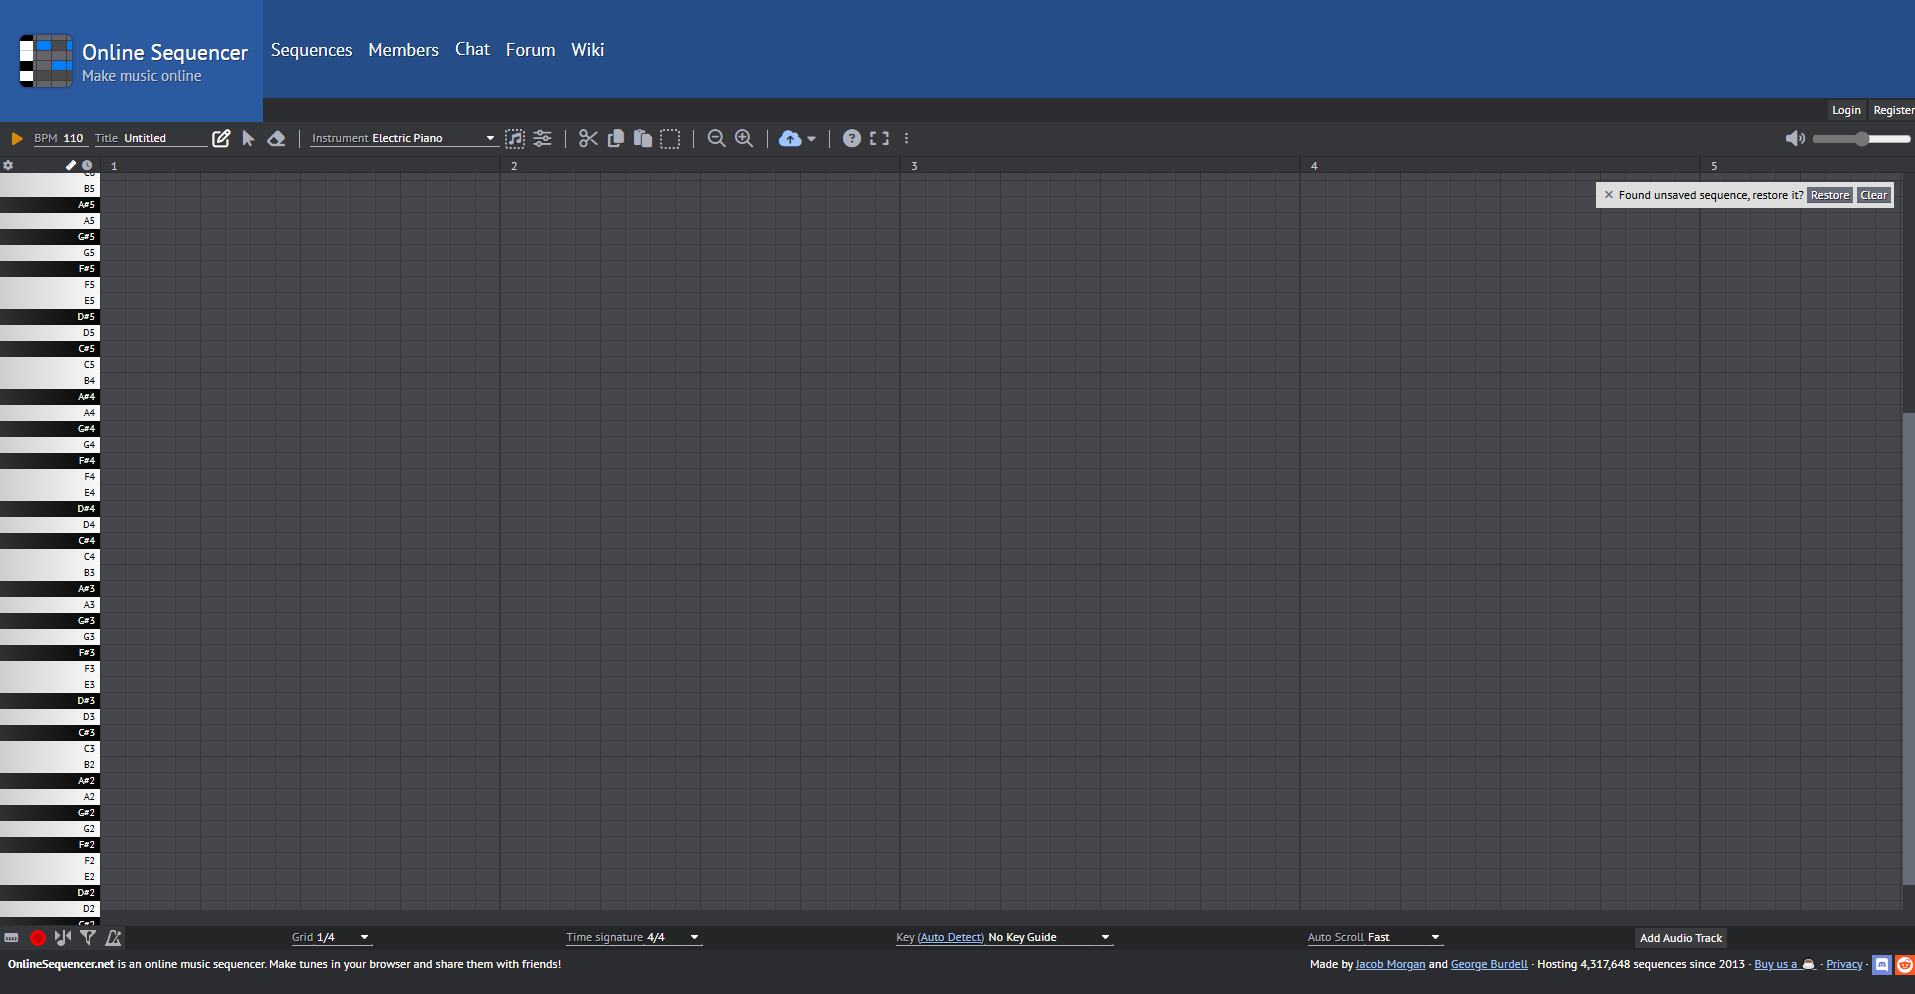 Online Sequencer
Make music online
Sequences Members Chat Forum Wiki
Login Register
BPM 110 Title Untitled Instrument Electric Piano
1 2 3 4 5
Found unsaved sequence, restore it? Restore Clear
C6
B5
A#5
A5
G#5
G5
F#5
F5
E5
D#5
D5
C#5
C5
B4
A#4
A4
G#4
G4
F#4
F4
E4
D#4
D4
C#4
C4
B3
A#3
A3
G#3
G3
F#3
F3
E3
D#3
D3
C#3
C3
B2
A#2
A2
G#2
G2
F#2
F2
E2
D#2
D2
C#2
Grid 1/4 Time signature 4/4 Key (Auto Detect) No Key Guide Auto Scroll Fast Add Audio Track
OnlineSequencer.net is an online music sequencer. Make tunes in your browser and share them with friends! Made by Jacob Morgan and George Burdell · Hosting 4,317,648 sequences since 2013 · Buy us a · Privacy ·